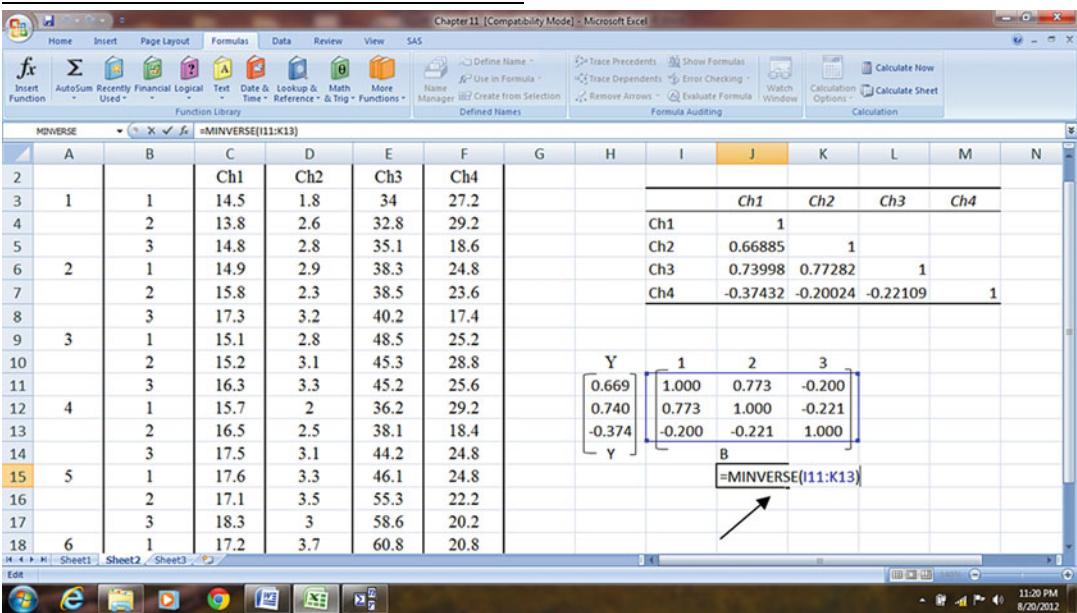 Chapter 11 [Compatibility Mode] - Microsoft Excel
Home Insert Page Layout Formulas Data Review View SAS
fx Insert Function
Σ AutoSum
Recently Used
Financial
Logical
Text
Date & Time
Lookup & Reference
Math & Trig
More Functions
Function Library
Name Manager
Define Name
Use in Formula
Create from Selection
Defined Names
Trace Precedents
Trace Dependents
Remove Arrows
Show Formulas
Error Checking
Evaluate Formula
Watch Window
Formula Auditing
Calculation Options
Calculate Now
Calculate Sheet
Calculation
MINVERSE fx =MINVERSE(I11:K13)
A B C D E F G H I J K L M N
2 Ch1 Ch2 Ch3 Ch4
3 1 1 14.5 1.8 34 27.2 Ch1 Ch2 Ch3 Ch4
4 2 13.8 2.6 32.8 29.2 Ch1 1
5 3 14.8 2.8 35.1 18.6 Ch2 0.66885 1
6 2 1 14.9 2.9 38.3 24.8 Ch3 0.73998 0.77282 1
7 2 15.8 2.3 38.5 23.6 Ch4 -0.37432 -0.20024 -0.22109 1
8 3 17.3 3.2 40.2 17.4
9 3 1 15.1 2.8 48.5 25.2
10 2 15.2 3.1 45.3 28.8 Y 1 2 3
11 3 16.3 3.3 45.2 25.6 0.669 1.000 0.773 -0.200
12 4 1 15.7 2 36.2 29.2 0.740 0.773 1.000 -0.221
13 2 16.5 2.5 38.1 18.4 -0.374 -0.200 -0.221 1.000
14 3 17.5 3.1 44.2 24.8 Y B
15 5 1 17.6 3.3 46.1 24.8 =MINVERSE(I11:K13)
16 2 17.1 3.5 55.3 22.2
17 3 18.3 3 58.6 20.2
18 6 1 17.2 3.7 60.8 20.8
Sheet1 Sheet2 Sheet3
Edit 140%
11:20 PM
8/20/2012